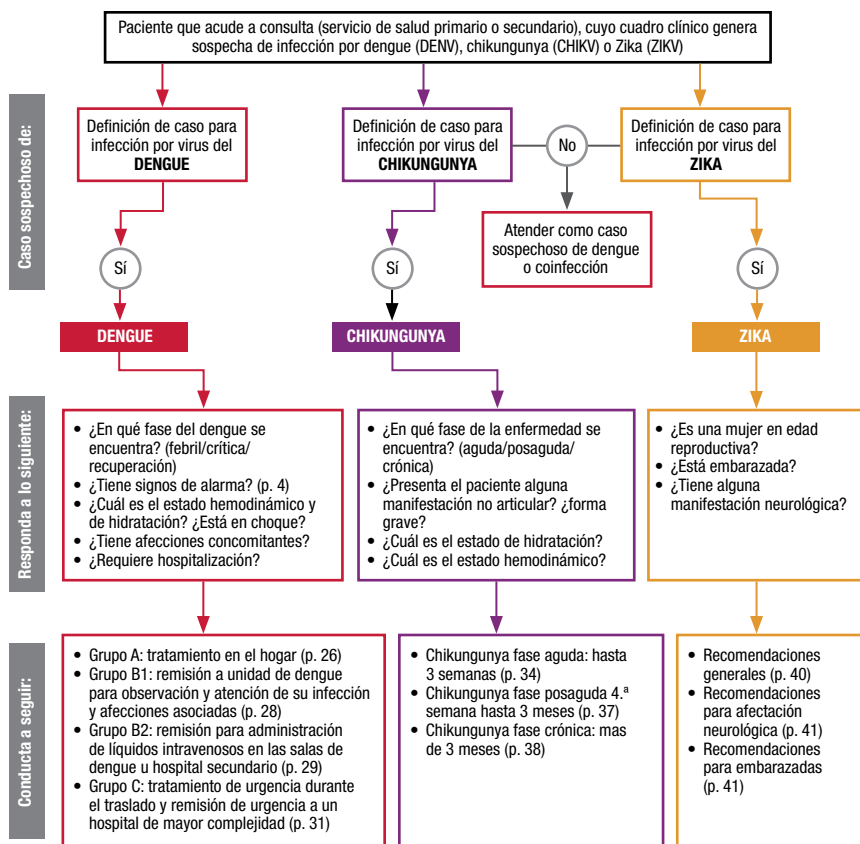 Paciente que acude a consulta (servicio de salud primario o secundario), cuyo cuadro clínico genera
sospecha de infección por dengue (DENV), chikungunya (CHIKV) o Zika (ZIKV)
Caso sospechoso de:
Definición de caso para
infección por virus del
DENGUE
Definición de caso para
infección por virus del
CHIKUNGUNYA
No
Definición de caso para
infección por virus del
ZIKA
Atender como caso
sospechoso de dengue
o coinfección
Sí
Sí
Sí
DENGUE
CHIKUNGUNYA
ZIKA
Responda a lo siguiente:
• ¿En qué fase del dengue se
encuentra? (febril/crítica/
recuperación)
• ¿Tiene signos de alarma? (p. 4)
• ¿Cuál es el estado hemodinámico y
de hidratación? ¿Está en choque?
• ¿Tiene afecciones concomitantes?
• ¿Requiere hospitalización?
• ¿En qué fase de la enfermedad se
encuentra? (aguda/posaguda/
crónica)
• ¿Presenta el paciente alguna
manifestación no articular? ¿forma
grave?
• ¿Cuál es el estado de hidratación?
• ¿Cuál es el estado hemodinámico?
• ¿Es una mujer en edad
reproductiva?
• ¿Está embarazada?
• ¿Tiene alguna
manifestación neurológica?
Conducta a seguir:
• Grupo A: tratamiento en el hogar (p. 26)
• Grupo B1: remisión a unidad de dengue
para observación y atención de su infección
y afecciones asociadas (p. 28)
• Grupo B2: remisión para administración
de líquidos intravenosos en las salas de
dengue u hospital secundario (p. 29)
• Grupo C: tratamiento de urgencia durante
el traslado y remisión de urgencia a un
hospital de mayor complejidad (p. 31)
• Chikungunya fase aguda: hasta
3 semanas (p. 34)
• Chikungunya fase posaguda 4.ª
semana hasta 3 meses (p. 37)
• Chikungunya fase crónica: mas
de 3 meses (p. 38)
• Recomendaciones
generales (p. 40)
• Recomendaciones
para afectación
neurológica (p. 41)
• Recomendaciones
para embarazadas
(p. 41)